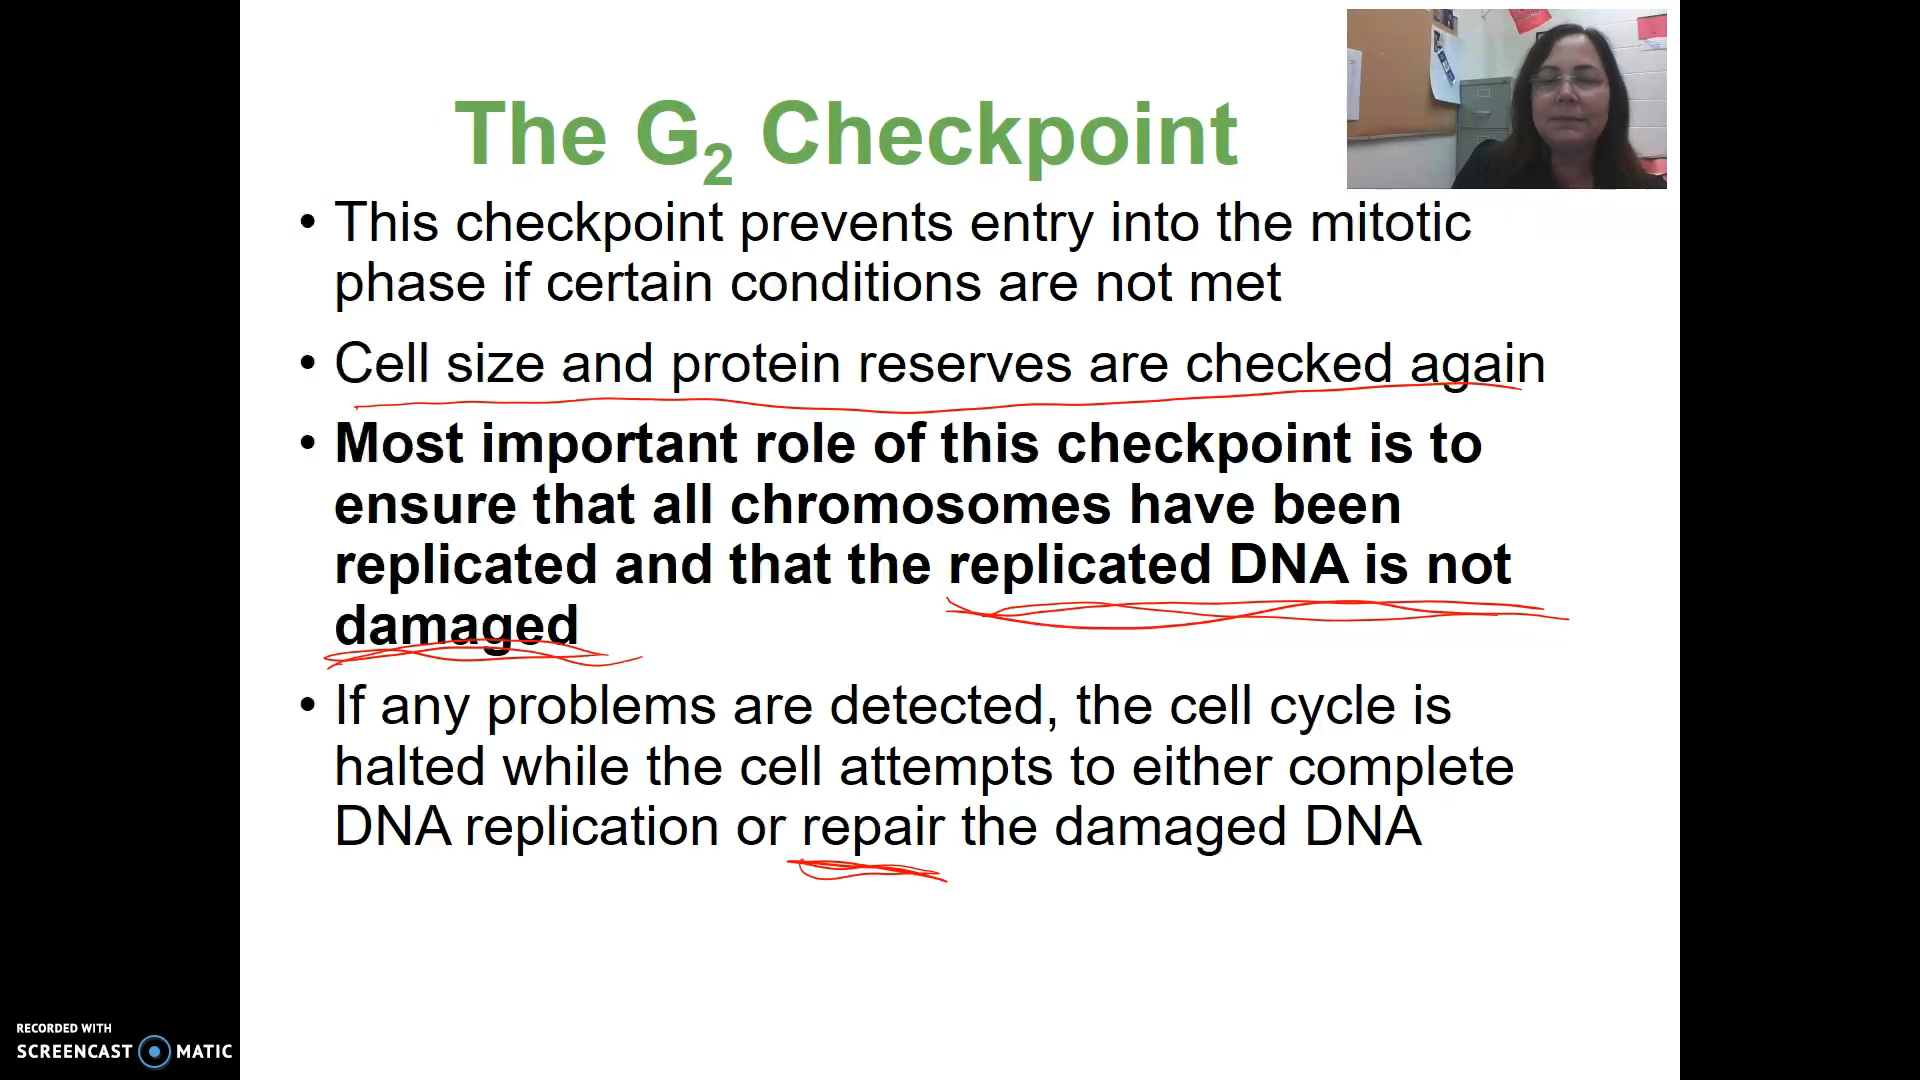 The G₂ Checkpoint
• This checkpoint prevents entry into the mitotic
phase if certain conditions are not met
• Cell size and protein reserves are checked again
• Most important role of this checkpoint is to
ensure that all chromosomes have been
replicated and that the replicated DNA is not
damaged
• If any problems are detected, the cell cycle is
halted while the cell attempts to either complete
DNA replication or repair the damaged DNA
RECORDED WITH
SCREENCAST MATIC